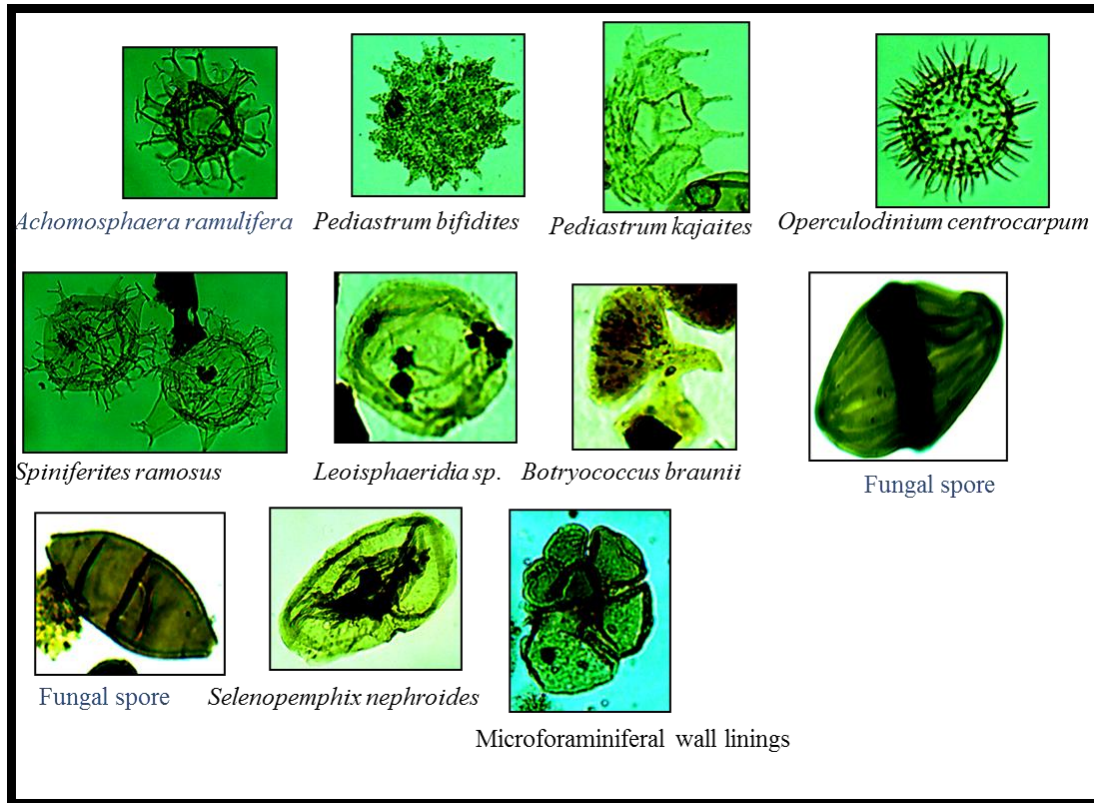 Achomosphaera ramulifera
Pediastrum bifidites
Pediastrum kajaites
Operculodinium centrocarpum
Spiniferites ramosus
Leoisphaeridia sp.
Botryococcus braunii
Fungal spore
Fungal spore
Selenopemphix nephroides
Microforaminiferal wall linings